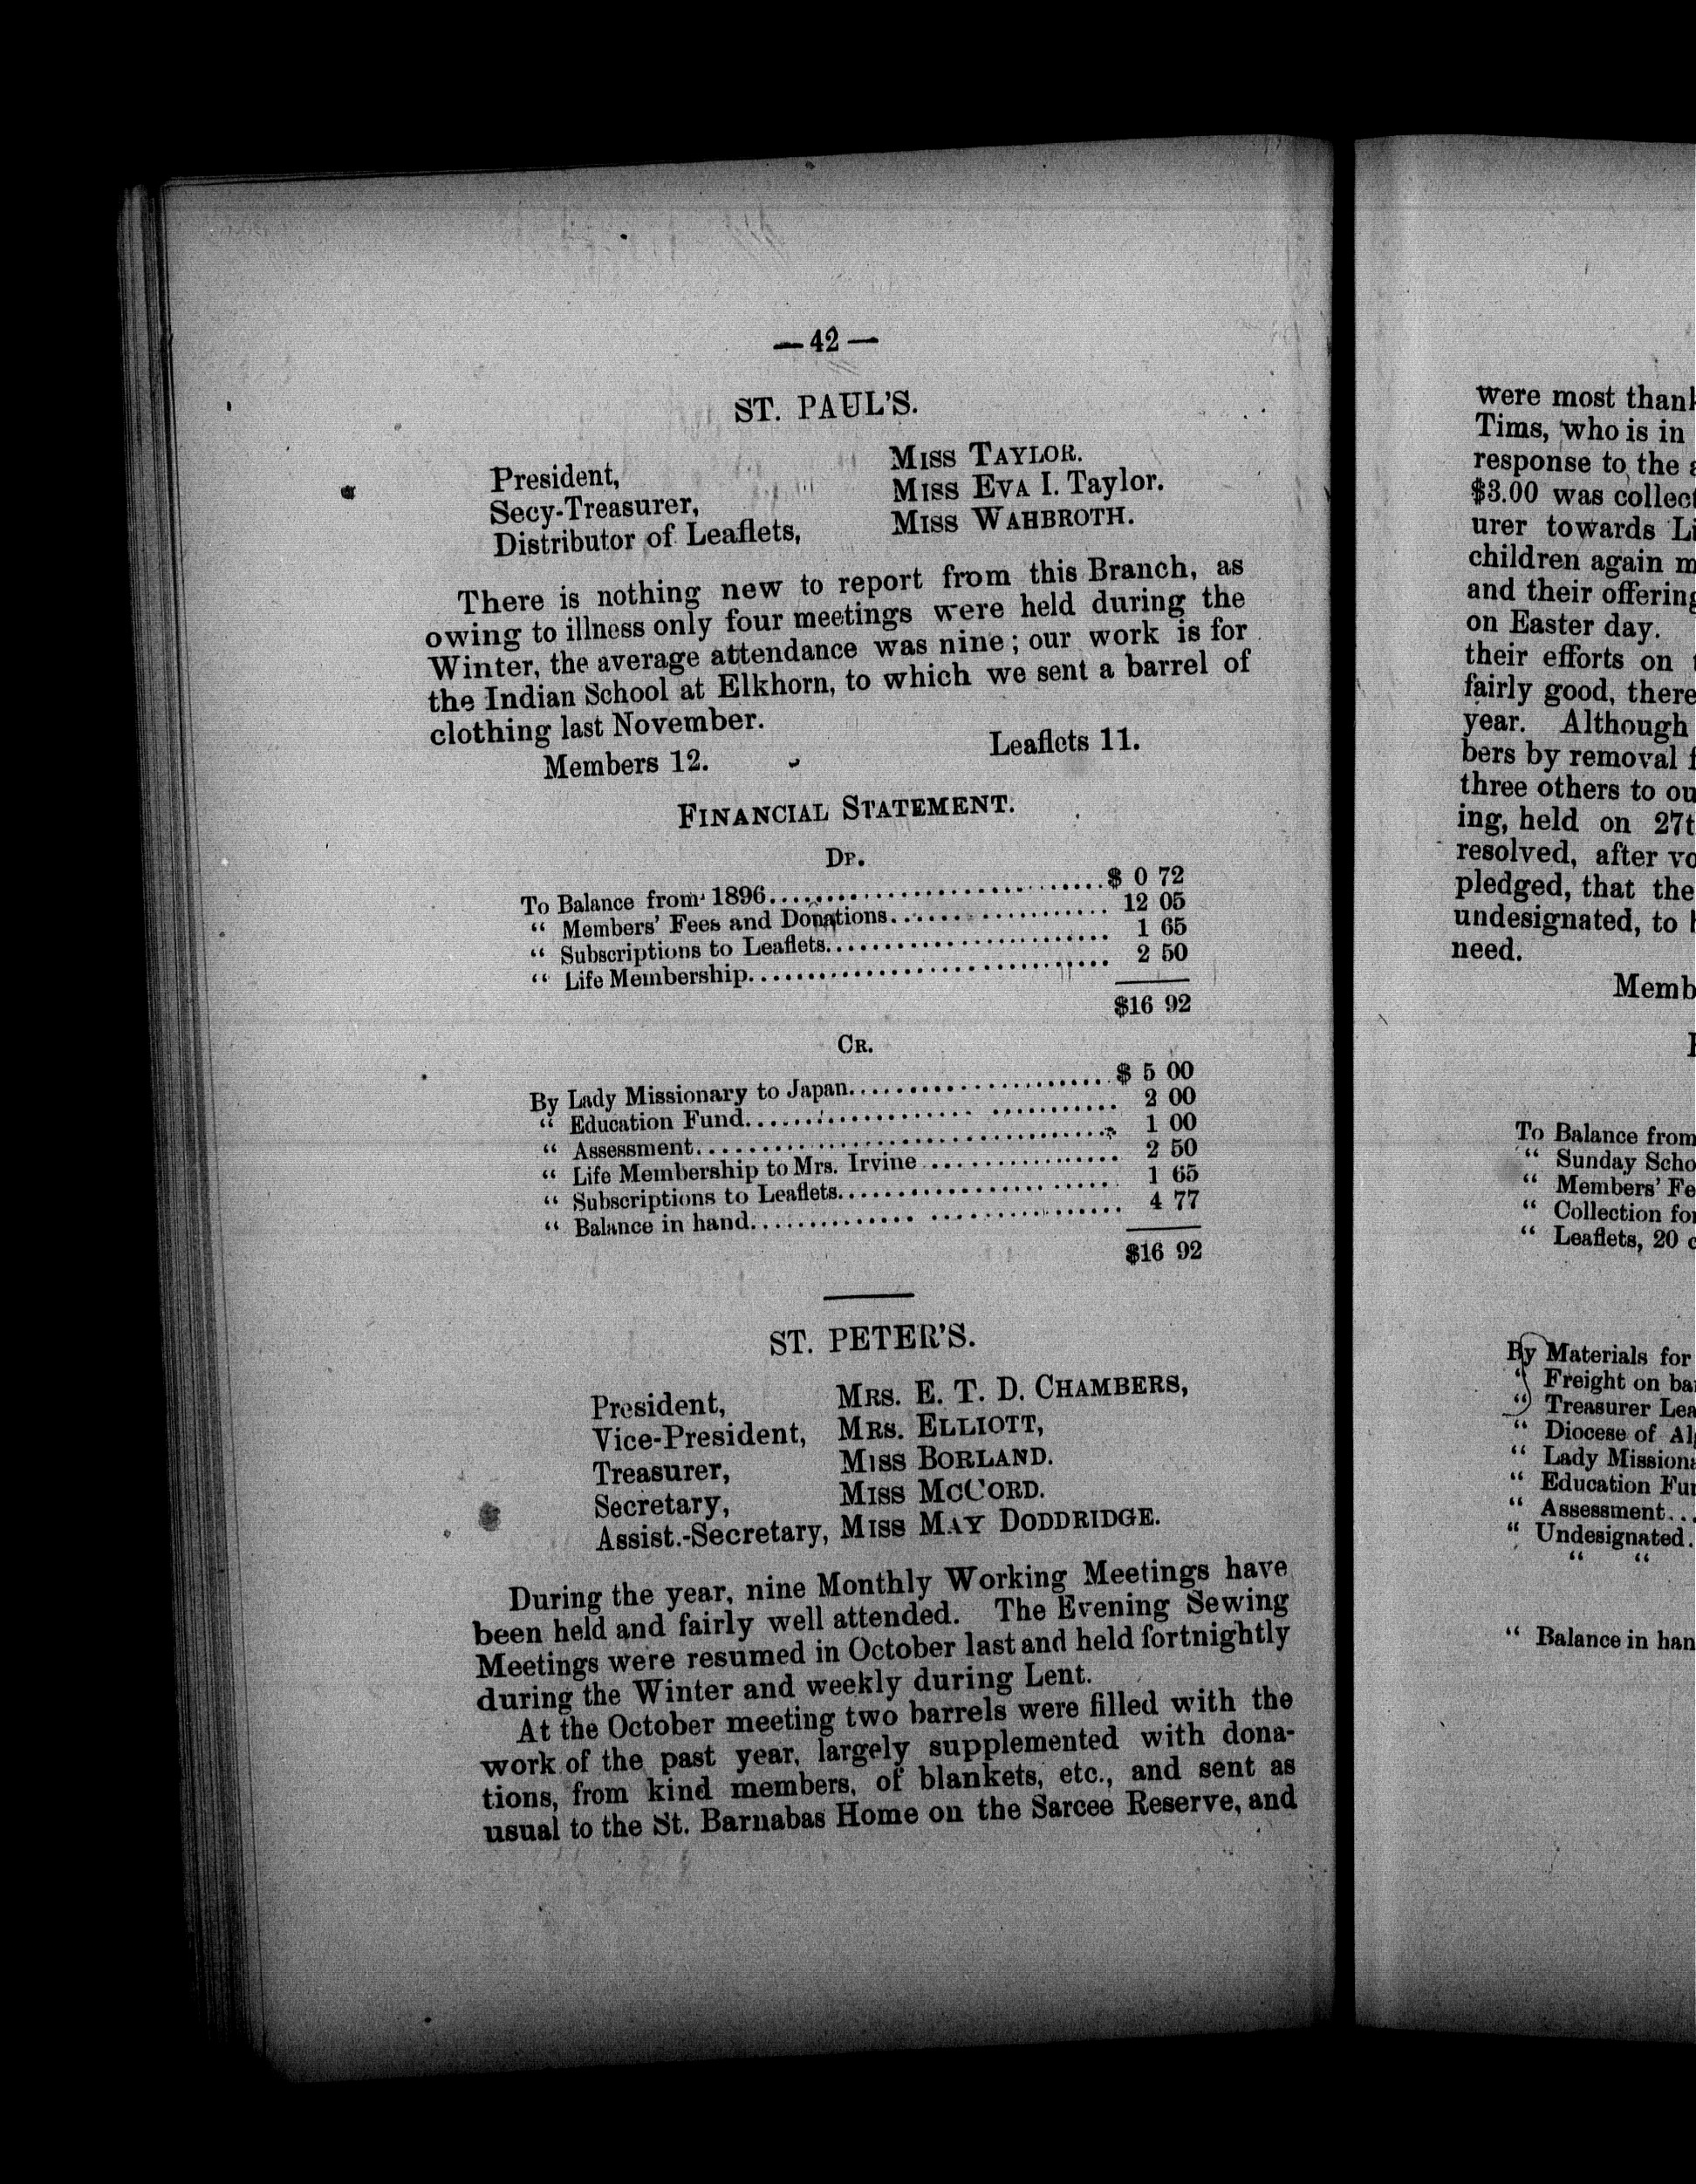 — 42 —
ST. PAUL'S.
President, Miss Taylor.
Secy-Treasurer, Miss Eva I. Taylor.
Distributor of Leaflets, Miss Wahbroth.
There is nothing new to report from this Branch, as
owing to illness only four meetings were held during the
Winter, the average attendance was nine; our work is for
the Indian School at Elkhorn, to which we sent a barrel of
clothing last November.
Members 12. Leaflets 11.
Financial Statement.
Dr.
To Balance from 1896.................................$ 0 72
“ Members' Fees and Donations...................... 12 05
“ Subscriptions to Leaflets........................... 1 65
“ Life Membership................................... 2 50
$16 92
Cr.
By Lady Missionary to Japan.........................$ 5 00
“ Education Fund................................... 2 00
“ Assessment........................................ 1 00
“ Life Membership to Mrs. Irvine ................. 2 50
“ Subscriptions to Leaflets.......................... 1 65
“ Balance in hand................................... 4 77
$16 92
ST. PETER'S.
President, Mrs. E. T. D. Chambers,
Vice-President, Mrs. Elliott,
Treasurer, Miss Borland.
Secretary, Miss McCord.
Assist.-Secretary, Miss May Doddridge.
During the year, nine Monthly Working Meetings have
been held and fairly well attended. The Evening Sewing
Meetings were resumed in October last and held fortnightly
during the Winter and weekly during Lent.
At the October meeting two barrels were filled with the
work of the past year, largely supplemented with dona-
tions, from kind members, of blankets, etc., and sent as
usual to the St. Barnabas Home on the Sarcee Reserve, and
were most
Tims, who is in
response to the
$3.00 was
urer towards
children again
and their
on Easter day.
their efforts on
fairly good,
year. Although
bers by removal
three others to
ing, held on
resolved, after
pledged, that the
undesignated, to
need.
To Balance from
“ Sunday
“ Members'
“ Collection
“ Leaflets, 20
By Materials for
“ Freight on
“ Treasurer
“ Diocese of
“ Lady
“ Education
“ Assessment...
“ Undesignated.
“ “
“ Balance in